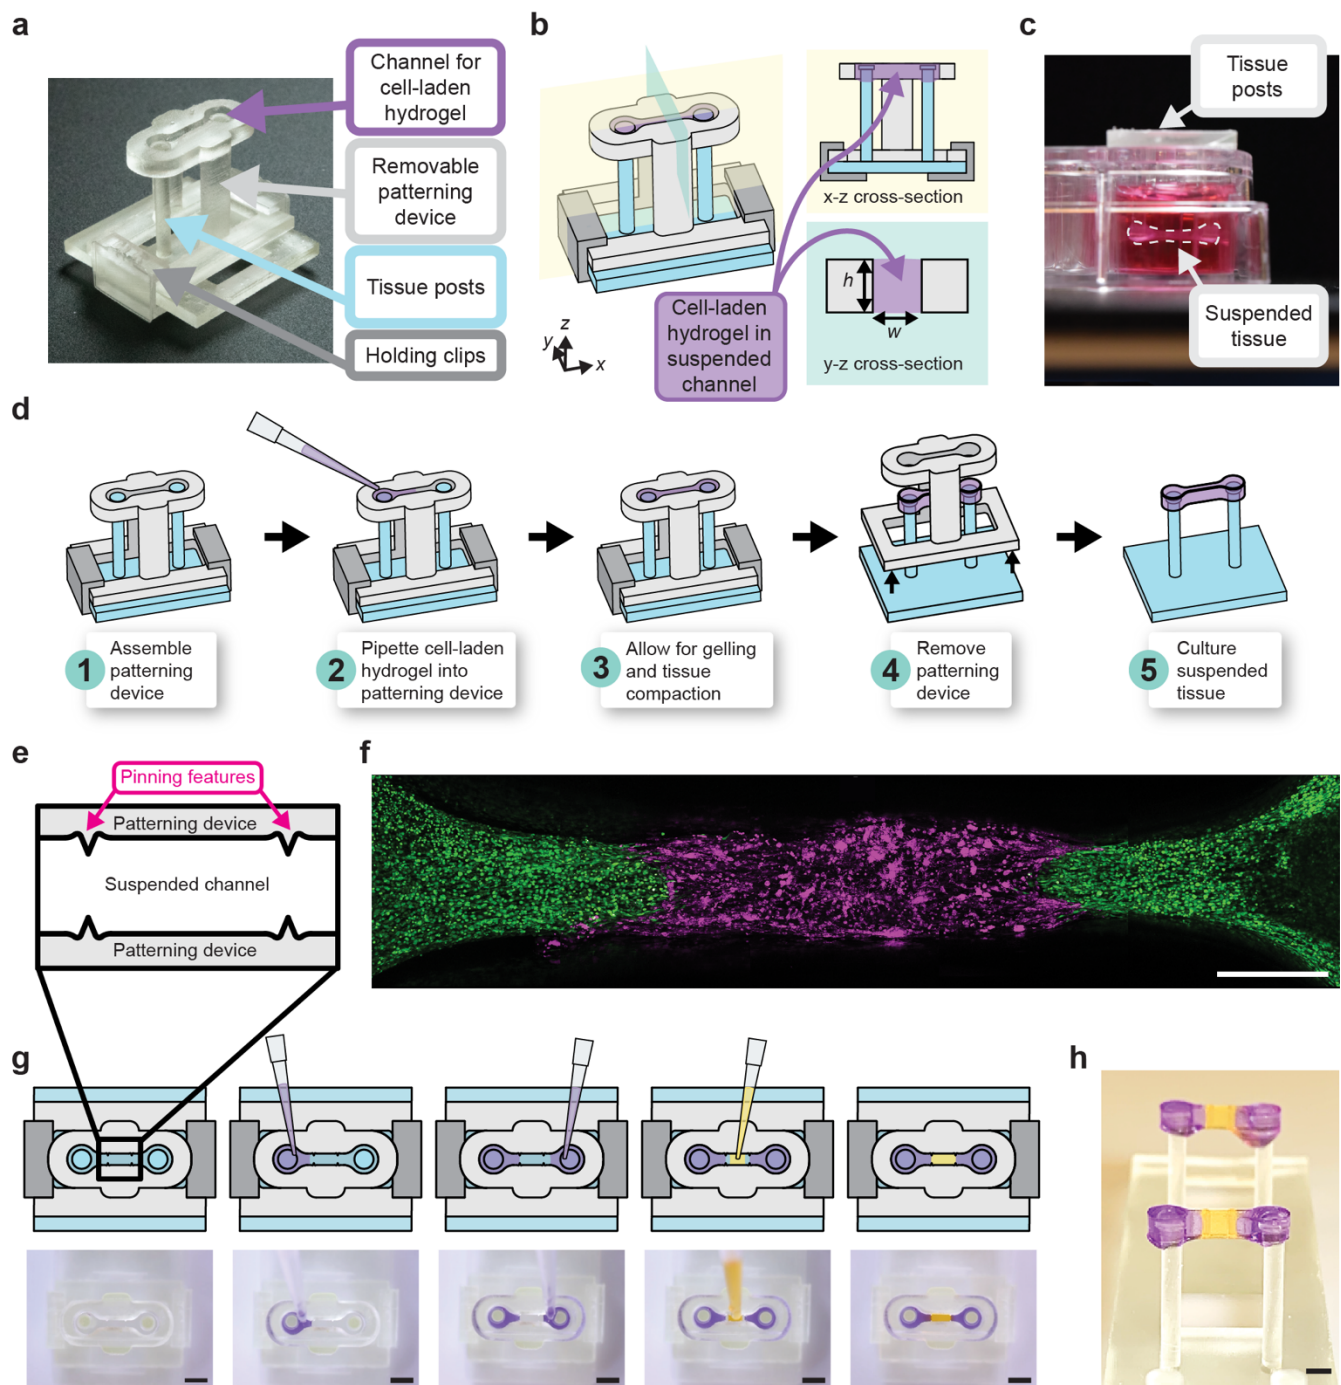 a
Channel for
cell-laden
hydrogel
Removable
patterning
device
Tissue posts
Holding clips
b
x-z cross-section
h
w
y-z cross-section
Cell-laden
hydrogel in
suspended
channel
z
y
x
c
Tissue
posts
Suspended
tissue
d
1
Assemble
patterning
device
2
Pipette cell-laden
hydrogel into
patterning device
3
Allow for gelling
and tissue
compaction
4
Remove
patterning
device
5
Culture
suspended
tissue
e
Pinning features
Patterning device
Suspended channel
Patterning device
f
g
h